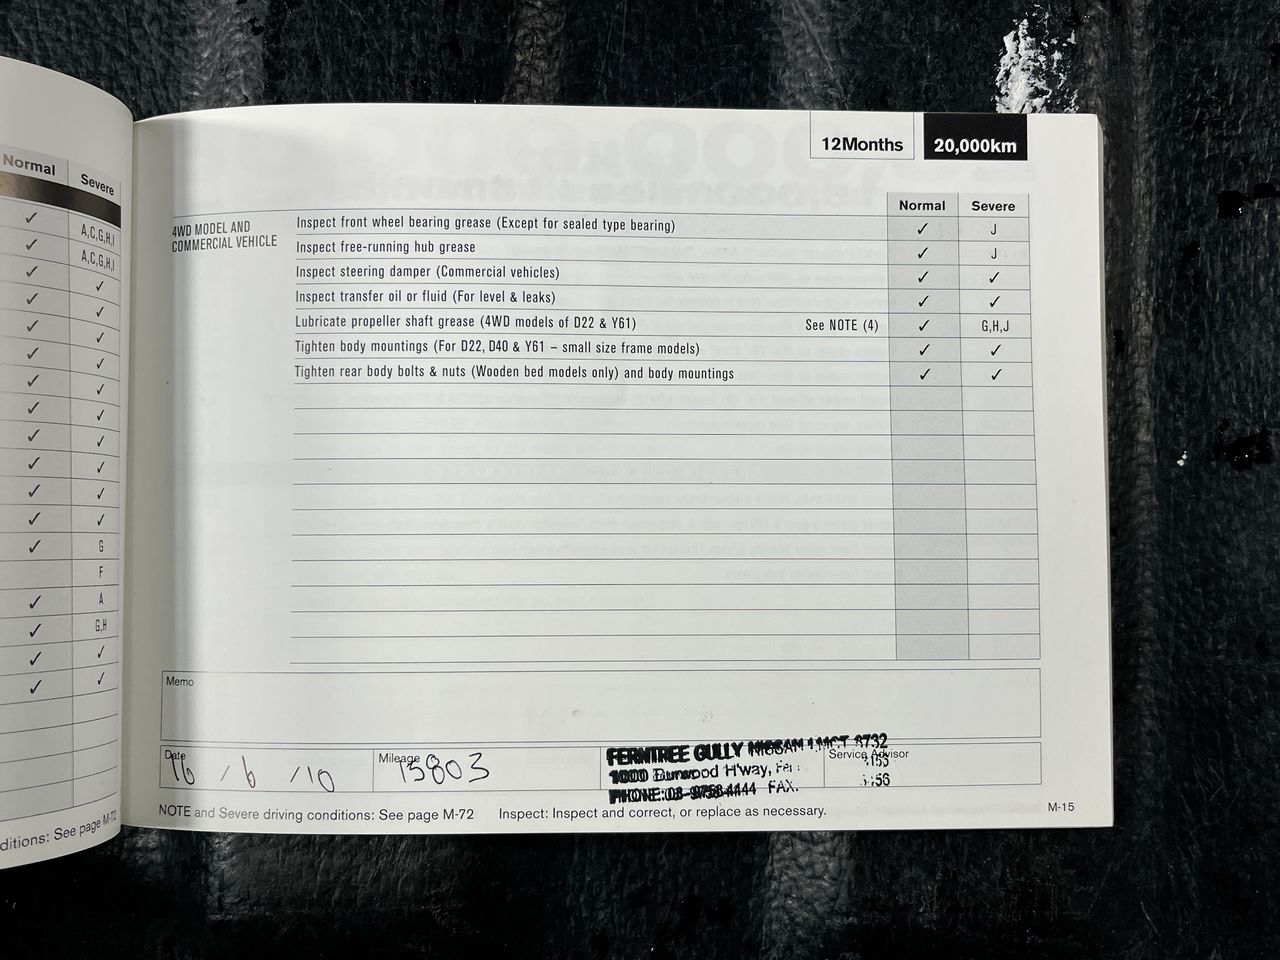 Normal Severe
✓ A,C,G,H,I
✓ A,C,G,H,I
✓ ✓
✓ ✓
✓ ✓
✓ ✓
✓ ✓
✓ ✓
✓ ✓
✓ ✓
✓ ✓
✓ ✓
✓ G
F
✓ A
✓ G,H
✓ ✓
✓ ✓
ditions: See page M-72
12Months 20,000km
Normal Severe
4WD MODEL AND
COMMERCIAL VEHICLE
Inspect front wheel bearing grease (Except for sealed type bearing) ✓ J
Inspect free-running hub grease ✓ J
Inspect steering damper (Commercial vehicles) ✓ ✓
Inspect transfer oil or fluid (For level & leaks) ✓ ✓
Lubricate propeller shaft grease (4WD models of D22 & Y61) See NOTE (4) ✓ G,H,J
Tighten body mountings (For D22, D40 & Y61 – small size frame models) ✓ ✓
Tighten rear body bolts & nuts (Wooden bed models only) and body mountings ✓ ✓
Memo
Date 16 / 6 / 10
Mileage 15803
FERNTREE GULLY NISSAN LMCT 8732
1000 Burwood H'way,
PHONE: 03-9758 4444 FAX.
Service Advisor
NOTE and Severe driving conditions: See page M-72 Inspect: Inspect and correct, or replace as necessary. M-15